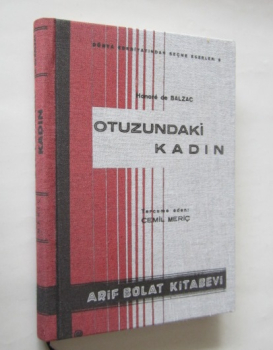 DÜNYA EDEBİYATINDAN SEÇME ESERLER 5
Honoré de BALZAC
OTUZUNDAKİ
KADIN
Tercüme eden:
CEMİL MERİÇ
ARİF BOLAT KİTABEVİ
KADIN